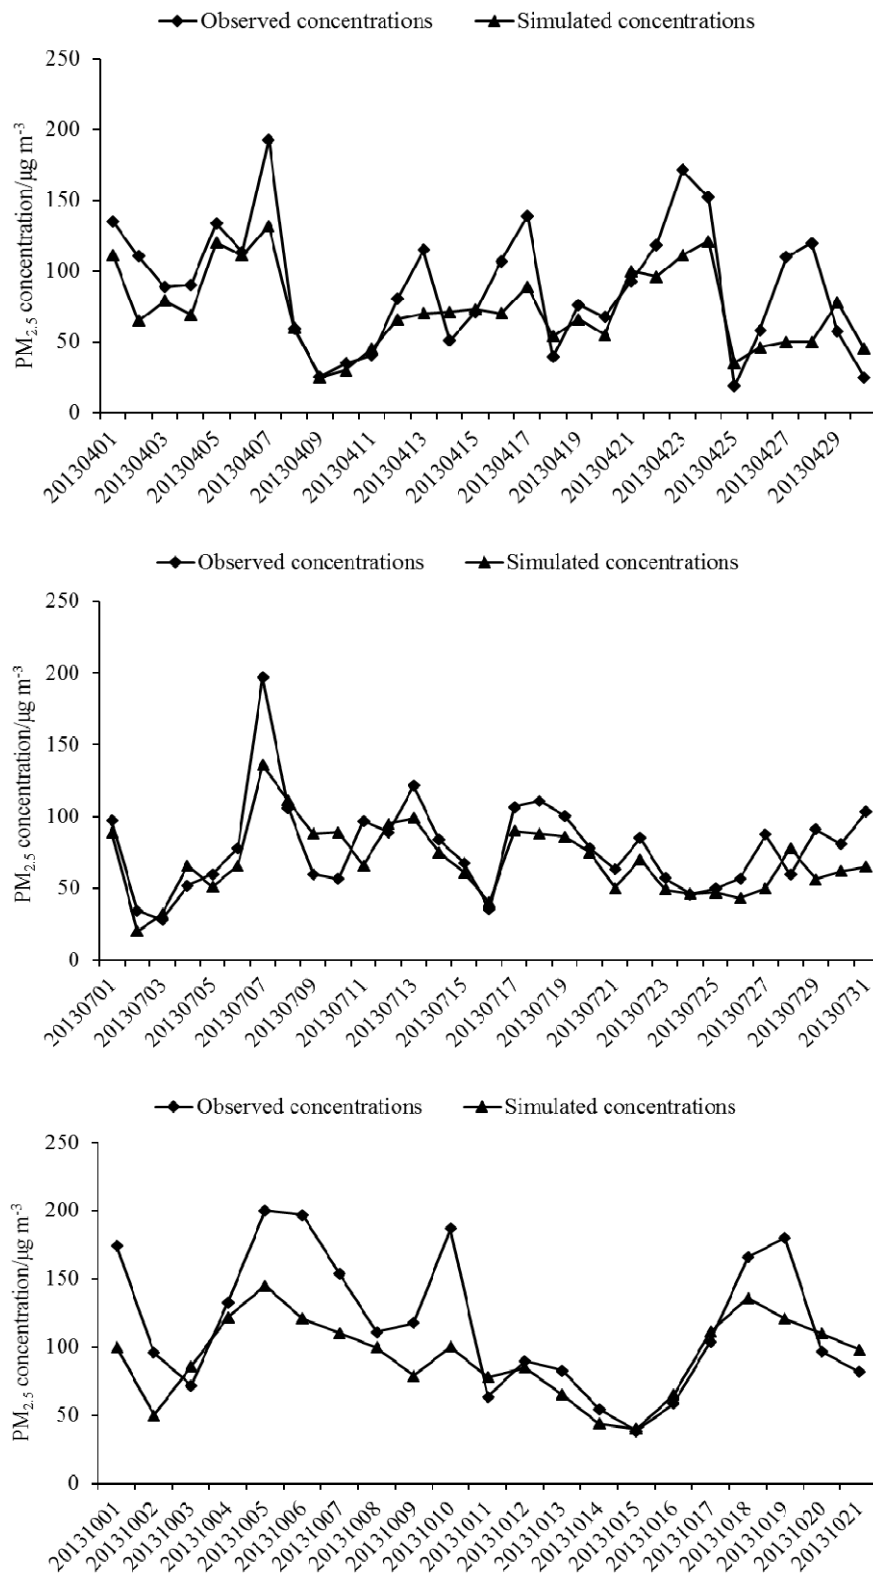 Observed concentrations Simulated concentrations
250
200
150
100
50
0
PM2.5 concentration/μg m-3
20130401 20130403 20130405 20130407 20130409 20130411 20130413 20130415 20130417 20130419 20130421 20130423 20130425 20130427 20130429
Observed concentrations Simulated concentrations
250
200
150
100
50
0
PM2.5 concentration/μg m-3
20130701 20130703 20130705 20130707 20130709 20130711 20130713 20130715 20130717 20130719 20130721 20130723 20130725 20130727 20130729 20130731
Observed concentrations Simulated concentrations
250
200
150
100
50
0
PM2.5 concentration/μg m-3
20131001 20131002 20131003 20131004 20131005 20131006 20131007 20131008 20131009 20131010 20131011 20131012 20131013 20131014 20131015 20131016 20131017 20131018 20131019 20131020 20131021